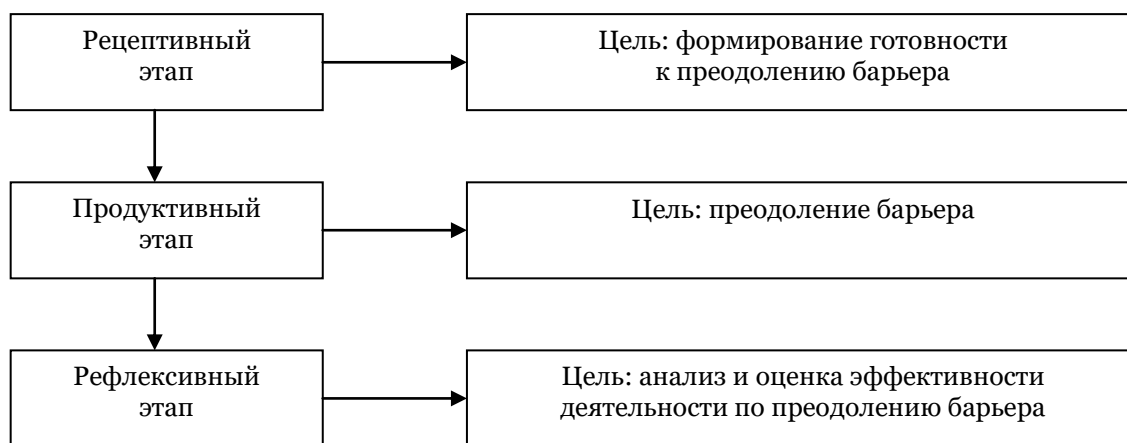 Рецептивный
этап
Цель: формирование готовности
к преодолению барьера
Продуктивный
этап
Цель: преодоление барьера
Рефлексивный
этап
Цель: анализ и оценка эффективности
деятельности по преодолению барьера